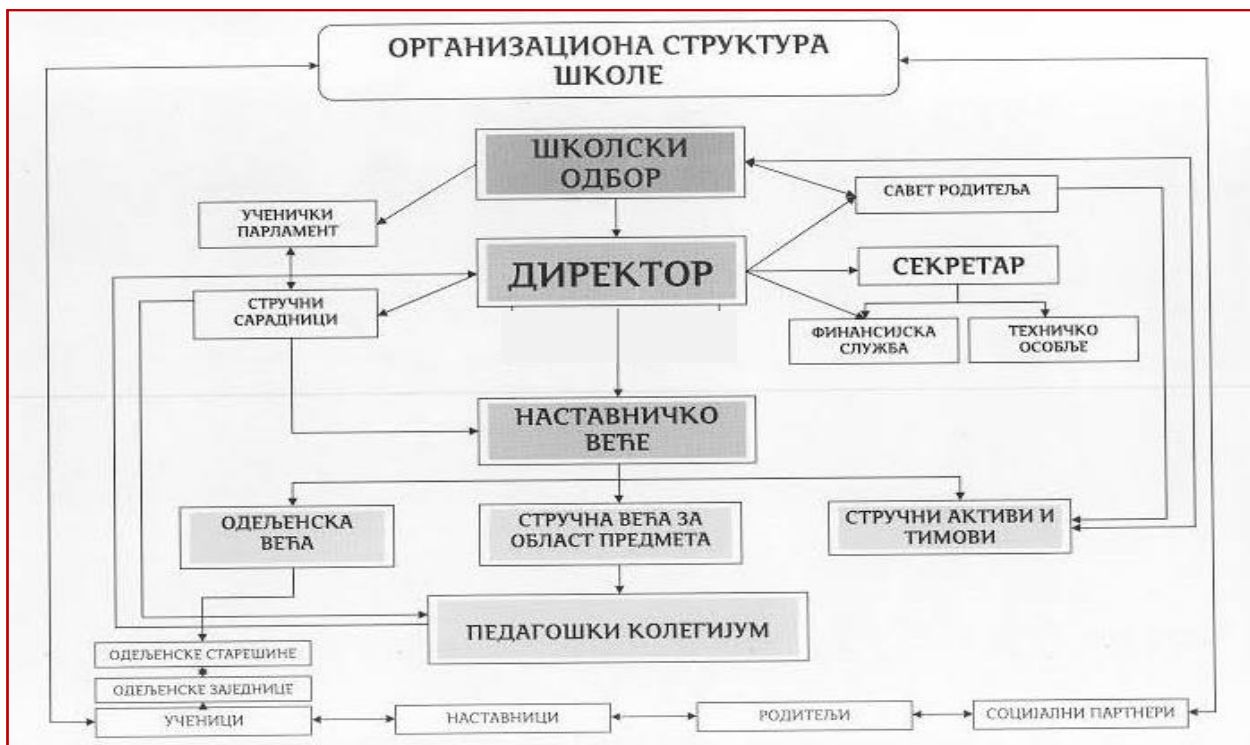 ОРГАНИЗАЦИОНА СТРУКТУРА
ШКОЛЕ
ШКОЛСКИ
ОДБОР
САВЕТ РОДИТЕЉА
УЧЕНИЧКИ
ПАРЛАМЕНТ
ДИРЕКТОР
СЕКРЕТАР
СТРУЧНИ
САРАДНИЦИ
ФИНАНСИЈСКА
СЛУЖБА
ТЕХНИЧКО
ОСОБЉЕ
НАСТАВНИЧКО
ВЕЋЕ
ОДЕЉЕНСКА
ВЕЋА
СТРУЧНА ВЕЋА ЗА
ОБЛАСТ ПРЕДМЕТА
СТРУЧНИ АКТИВИ И
ТИМОВИ
ПЕДАГОШКИ КОЛЕГИЈУМ
ОДЕЉЕНСКЕ СТАРЕШИНЕ
ОДЕЉЕНСКЕ ЗАЈЕДНИЦЕ
УЧЕНИЦИ
НАСТАВНИЦИ
РОДИТЕЉИ
СОЦИЈАЛНИ ПАРТНЕРИ